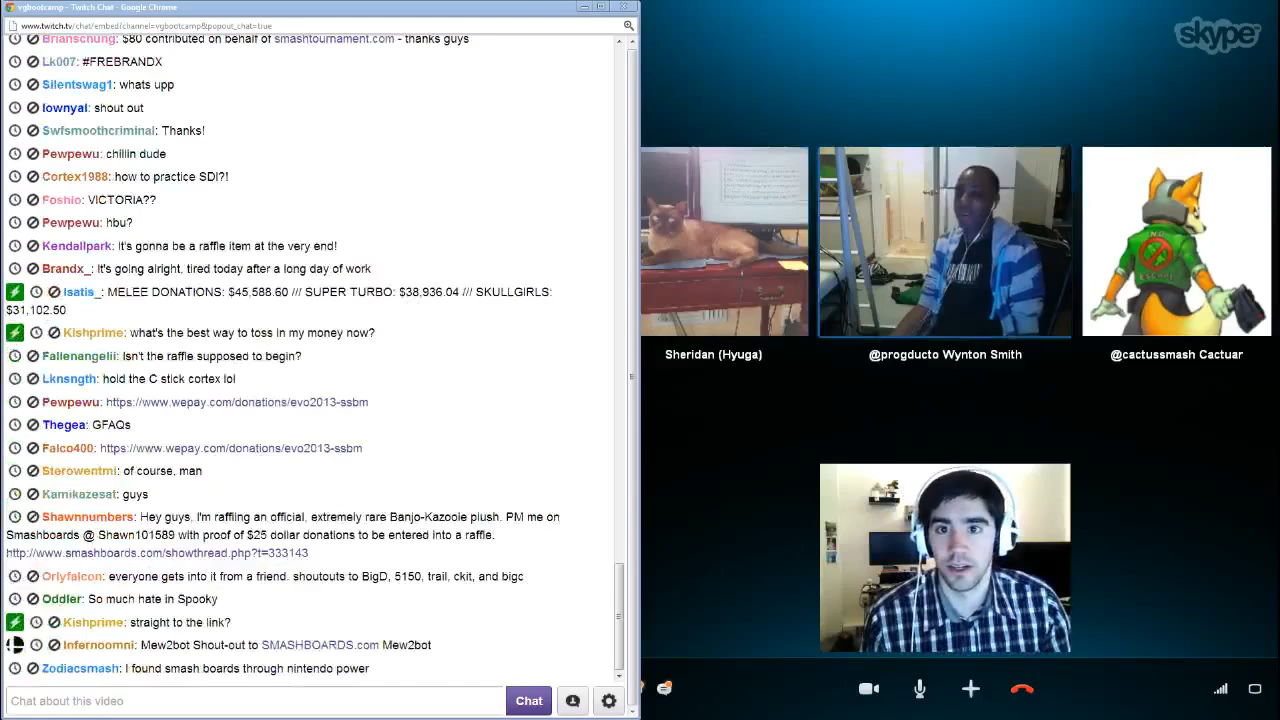 vgbootcamp - Twitch Chat - Google Chrome
www.twitch.tv/chat/embed?channel=vgbootcamp&popout_chat=true
Brianschung: $80 contributed on behalf of smashtournament.com - thanks guys
Lk007: #FREBRANDX
Silentswag1: whats upp
Iownyal: shout out
Swfsmoothcriminal: Thanks!
Pewpewu: chillin dude
Cortex1988: how to practice SDI?!
Foshio: VICTORIA??
Pewpewu: hbu?
Kendallpark: It's gonna be a raffle item at the very end!
Brandx_: It's going alright, tired today after a long day of work
Isatis_: MELEE DONATIONS: $45,588.60 /// SUPER TURBO: $38,936.04 /// SKULLGIRLS:
$31,102.50
Kishprime: what's the best way to toss in my money now?
Fallenangelii: Isn't the raffle supposed to begin?
Lknsngth: hold the C stick cortex lol
Pewpewu: https://www.wepay.com/donations/evo2013-ssbm
Thegea: GFAQs
Falco400: https://www.wepay.com/donations/evo2013-ssbm
Sterowentmi: of course, man
Kamikazesat: guys
Shawnnumbers: Hey guys, I'm raffling an official, extremely rare Banjo-Kazooie plush. PM me on
Smashboards @ Shawn101589 with proof of $25 dollar donations to be entered into a raffle.
http://www.smashboards.com/showthread.php?t=333143
Orlyfalcon: everyone gets into it from a friend. shoutouts to BigD, 5150, trail, ckit, and bigc
Oddler: So much hate in Spooky
Kishprime: straight to the link?
Infernoomni: Mew2bot Shout-out to SMASHBOARDS.com Mew2bot
Zodiacsmash: I found smash boards through nintendo power
Chat about this video
Chat
skype
NO
ESCAPE
Sheridan (Hyuga)
@progducto Wynton Smith
@cactussmash Cactuar